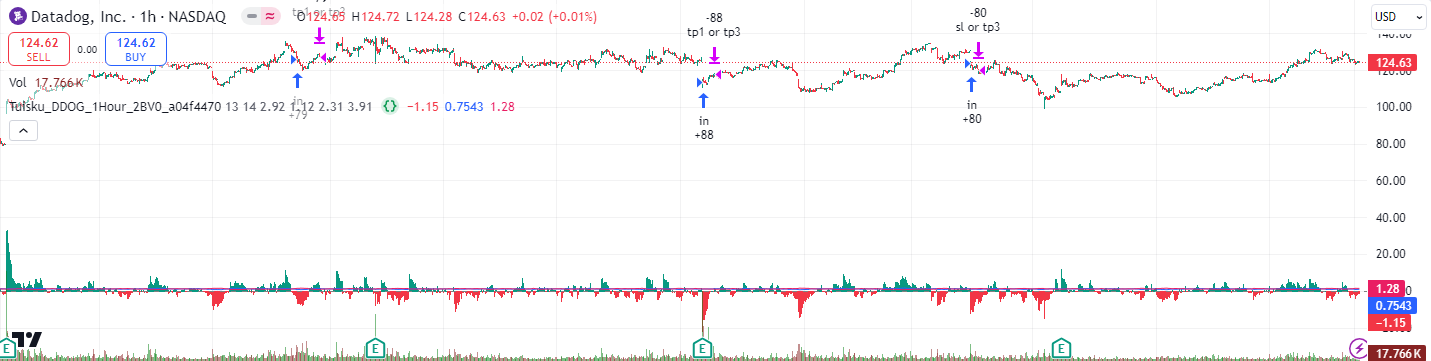 Datadog, Inc. · 1h · NASDAQ
O124.65 H124.72 L124.28 C124.63 +0.02 (+0.01%)
tp1 or tp3
124.62
SELL
0.00
124.62
BUY
Vol 17.766 K
in
+79
-88
tp1 or tp3
in
+88
-80
sl or tp3
in
+80
13 14 2.92 1.12 2.31 3.91 −1.15 0.7543 1.28
USD
140.00
124.63
120.00
100.00
80.00
60.00
40.00
20.00
1.28
0.7543
−1.15
17.766 K
E
E
E
E